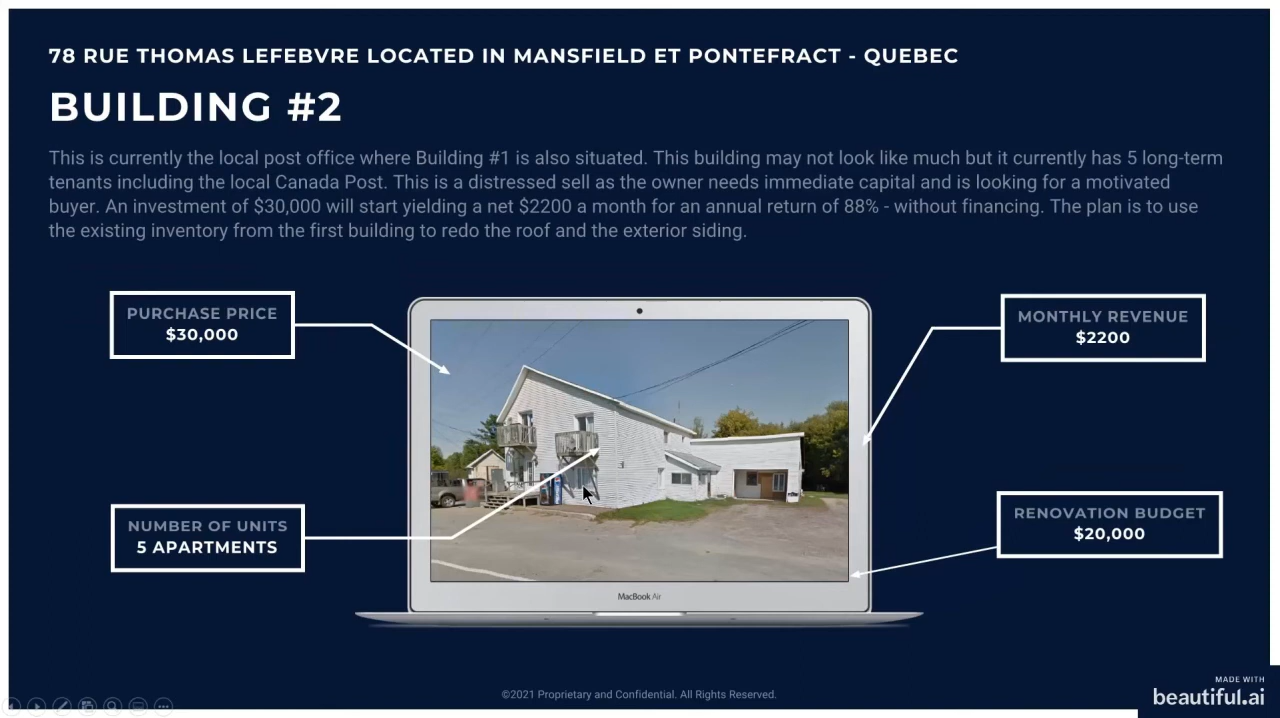 78 RUE THOMAS LEFEBVRE LOCATED IN MANSFIELD ET PONTEFRACT - QUEBEC
BUILDING #2
This is currently the local post office where Building #1 is also situated. This building may not look like much but it currently has 5 long-term
tenants including the local Canada Post. This is a distressed sell as the owner needs immediate capital and is looking for a motivated
buyer. An investment of $30,000 will start yielding a net $2200 a month for an annual return of 88% - without financing. The plan is to use
the existing inventory from the first building to redo the roof and the exterior siding.
PURCHASE PRICE
$30,000
MONTHLY REVENUE
$2200
NUMBER OF UNITS
5 APARTMENTS
RENOVATION BUDGET
$20,000
MacBook Air
©2021 Proprietary and Confidential. All Rights Reserved.
MADE WITH
beautiful.ai